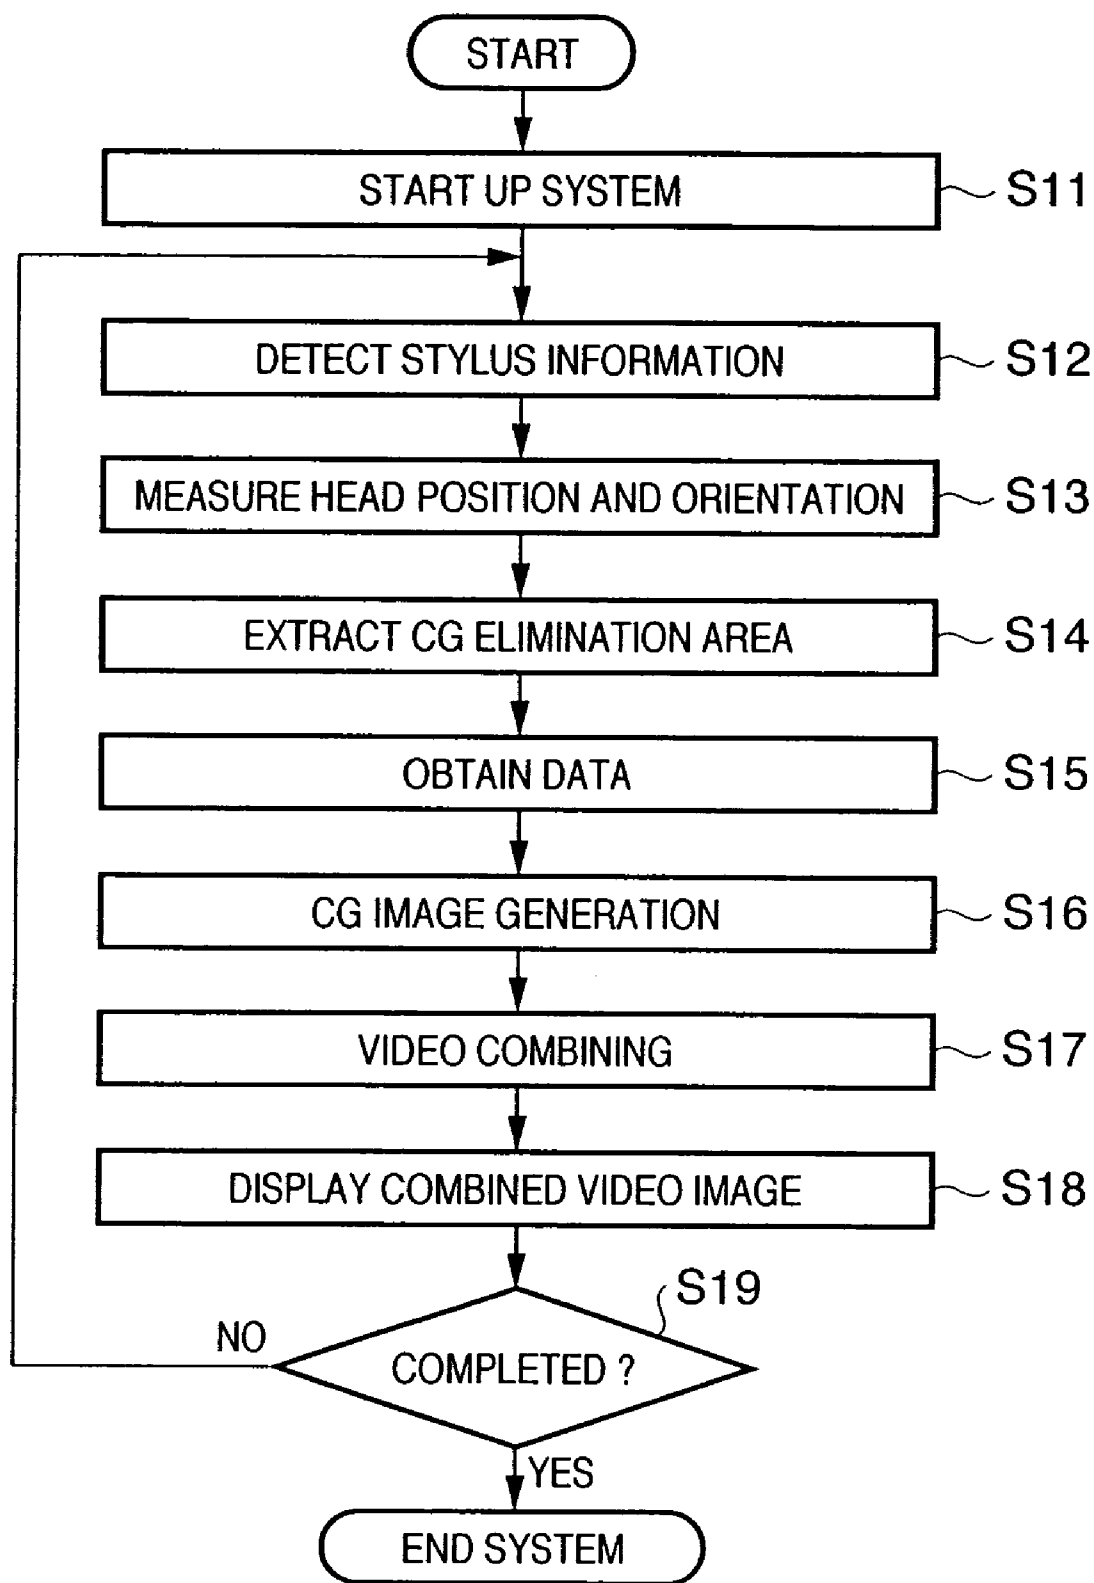 START
START UP SYSTEM S11
DETECT STYLUS INFORMATION S12
MEASURE HEAD POSITION AND ORIENTATION S13
EXTRACT CG ELIMINATION AREA S14
OBTAIN DATA S15
CG IMAGE GENERATION S16
VIDEO COMBINING S17
DISPLAY COMBINED VIDEO IMAGE S18
S19
NO
COMPLETED ?
YES
END SYSTEM